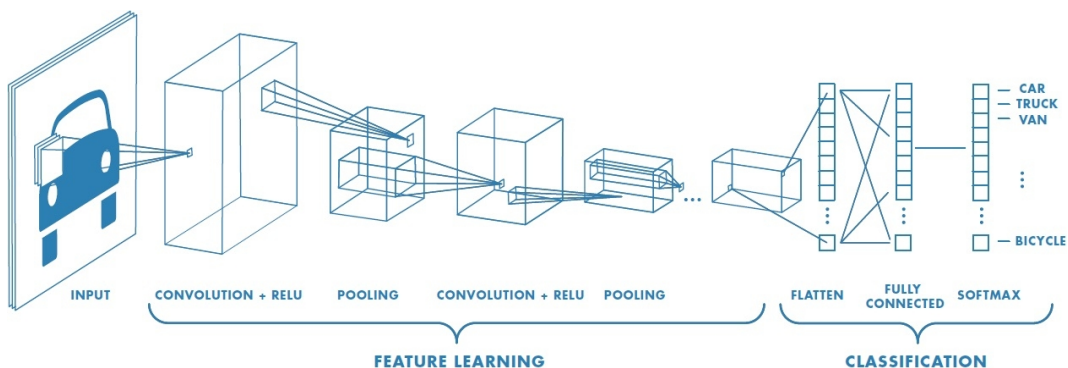 CAR
TRUCK
VAN
BICYCLE
INPUT
CONVOLUTION + RELU
POOLING
CONVOLUTION + RELU
POOLING
FLATTEN
FULLY
CONNECTED
SOFTMAX
FEATURE LEARNING
CLASSIFICATION